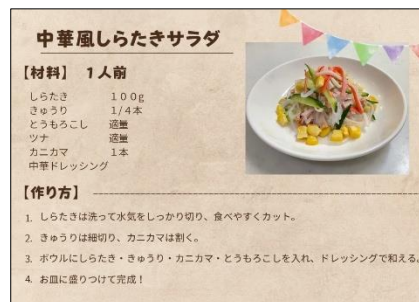 中華風しらたきサラダ
【材料】 1人前
しらたき 100g
きゅうり 1/4本
とうもろこし 適量
ツナ 適量
カニカマ 1本
中華ドレッシング
【作り方】
1. しらたきは洗って水気をしっかり切り、食べやすくカット。
2. きゅうりは細切り、カニカマは割く。
3. ボウルにしらたき・きゅうり・カニカマ・とうもろこしを入れ、ドレッシングで和える。
4. お皿に盛りつけて完成!